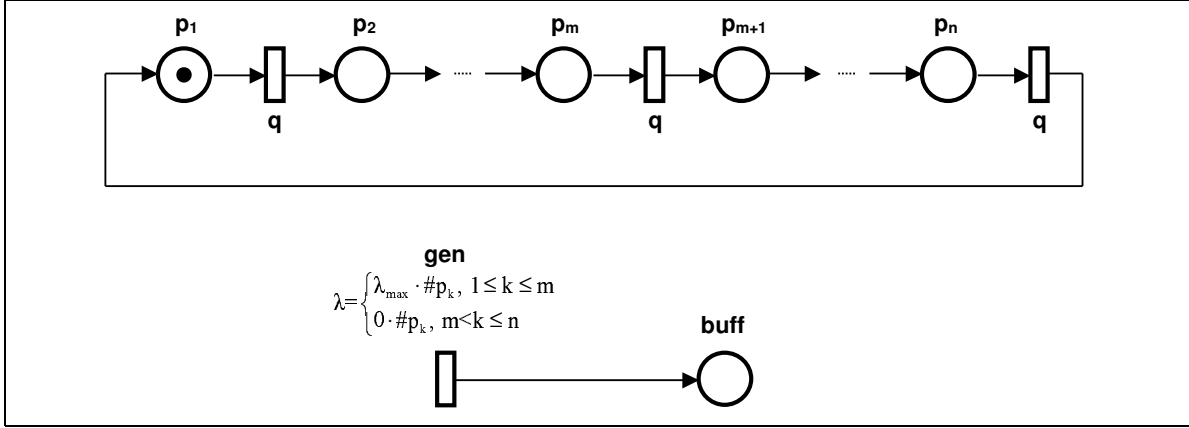 p₁ p₂ pₘ pₘ₊₁ pₙ
..... .....
q q q
gen
λ={λₘₐₓ · #pₖ, 1 ≤ k ≤ m
0 · #pₖ, m<k ≤ n
buff